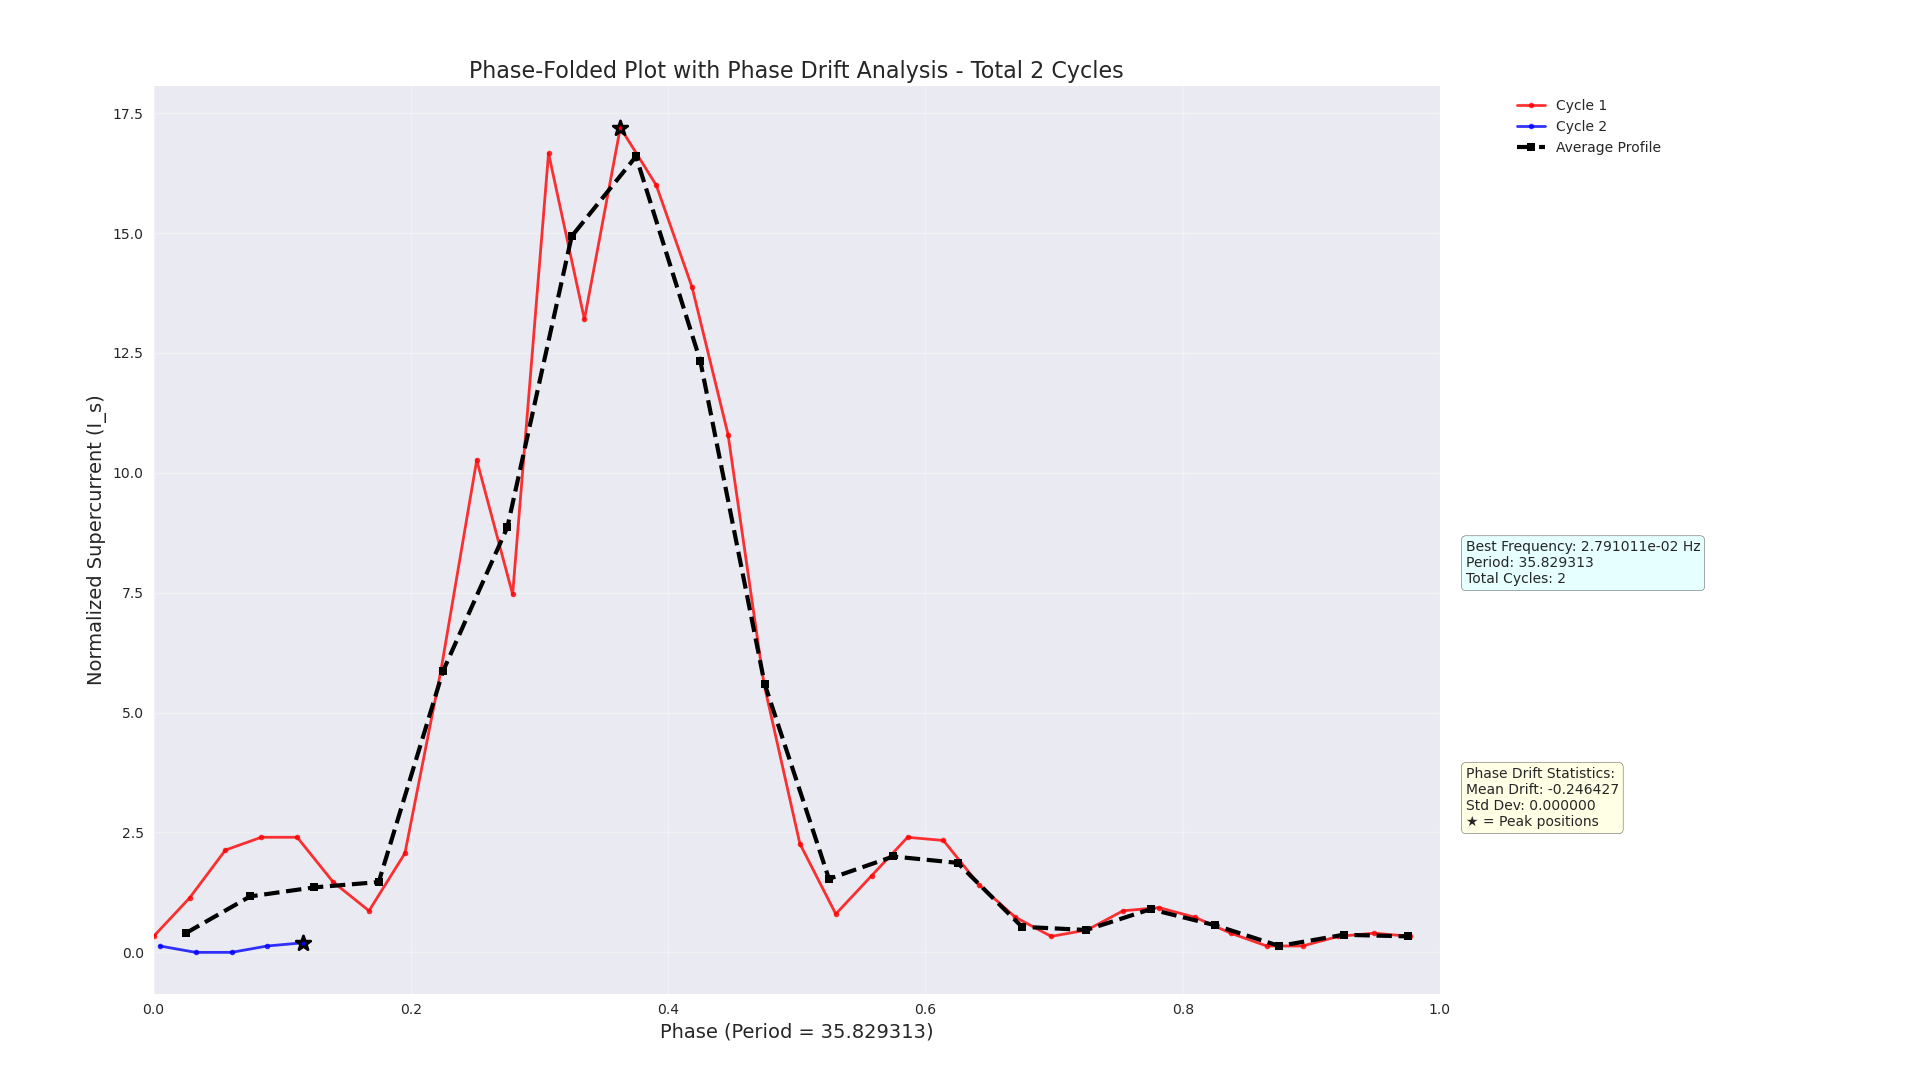 Phase-Folded Plot with Phase Drift Analysis - Total 2 Cycles
Normalized Supercurrent (I_s)
17.5
15.0
12.5
10.0
7.5
5.0
2.5
0.0
0.0
0.2
0.4
0.6
0.8
1.0
Phase (Period = 35.829313)
Cycle 1
Cycle 2
Average Profile
Best Frequency: 2.791011e-02 Hz
Period: 35.829313
Total Cycles: 2
Phase Drift Statistics:
Mean Drift: -0.246427
Std Dev: 0.000000
★ = Peak positions